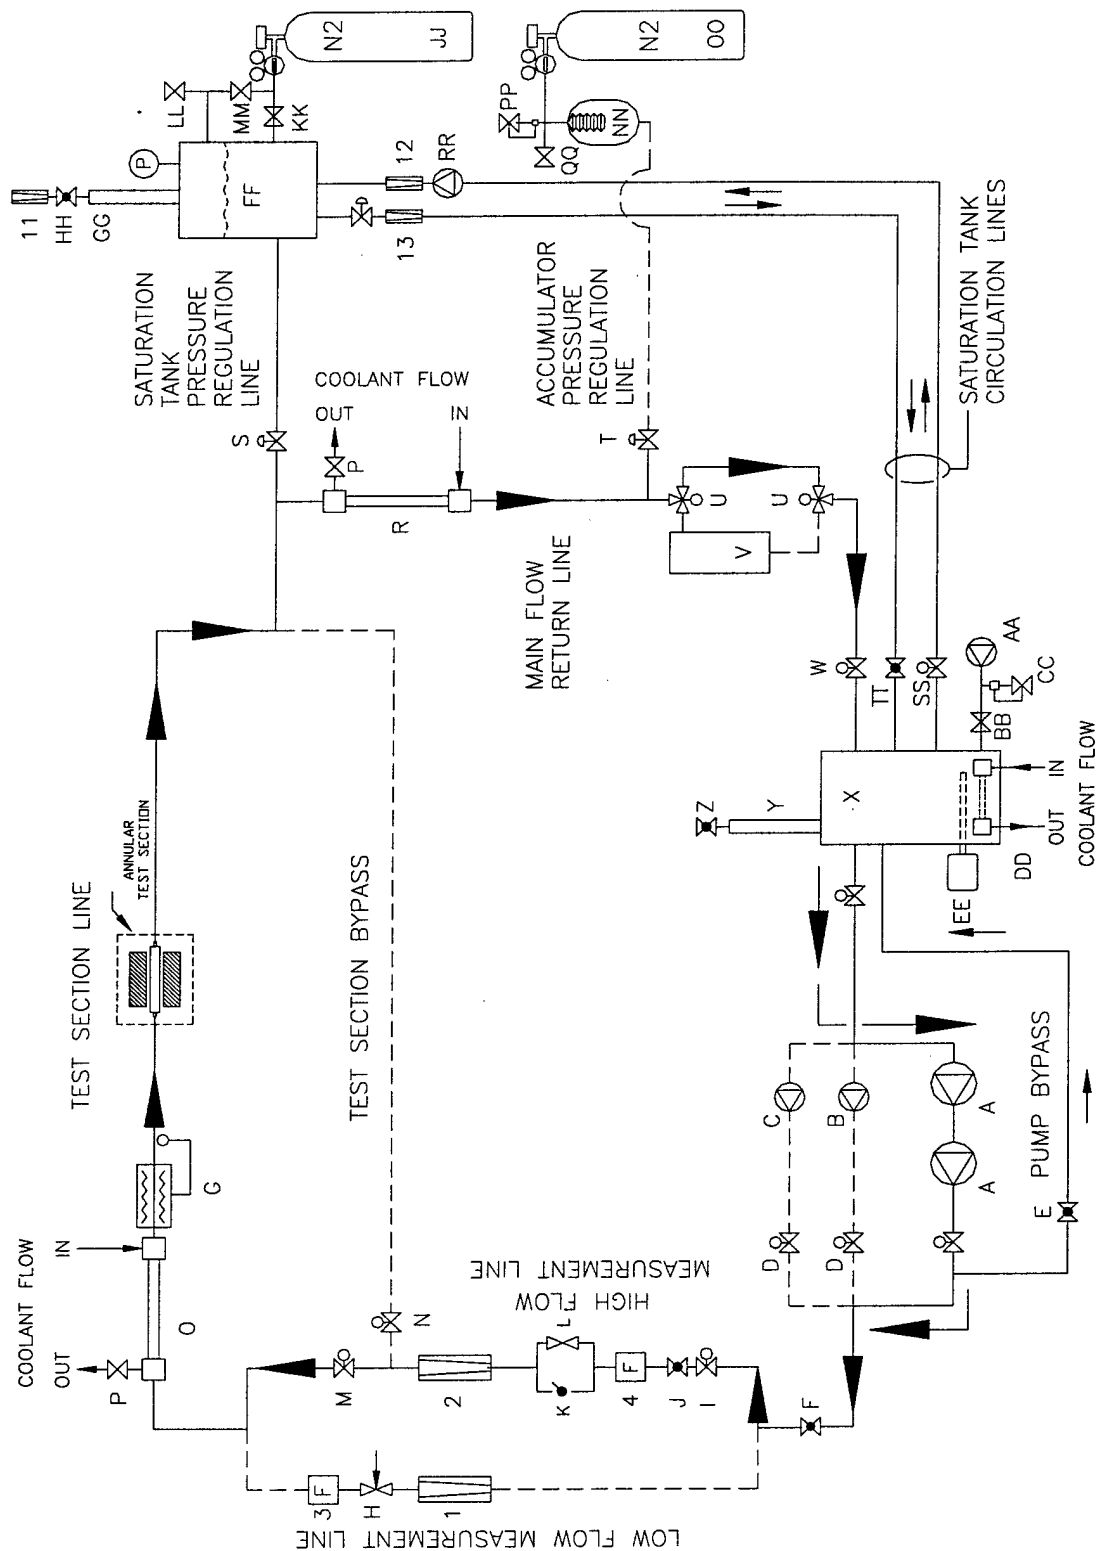 N2
JJ
N2
OO
LL
MM
KK
PP
QQ
NN
P
11
HH
GG
FF
12
RR
13
SATURATION
TANK
PRESSURE
REGULATION
LINE
ACCUMULATOR
PRESSURE
REGULATION
LINE
SATURATION TANK
CIRCULATION LINES
COOLANT FLOW
OUT
IN
S
P
R
T
U
U
V
MAIN FLOW
RETURN LINE
W
TT
SS
AA
CC
BB
X
Y
Z
IN
OUT
COOLANT FLOW
DD
EE
ANNULAR
TEST SECTION
TEST SECTION LINE
TEST SECTION BYPASS
G
COOLANT FLOW
IN
OUT
O
P
N
M
2
L
K
F
4
J
I
HIGH FLOW
MEASUREMENT LINE
F
3
H
1
LOW FLOW MEASUREMENT LINE
C
B
A
A
D
D
E
PUMP BYPASS
F